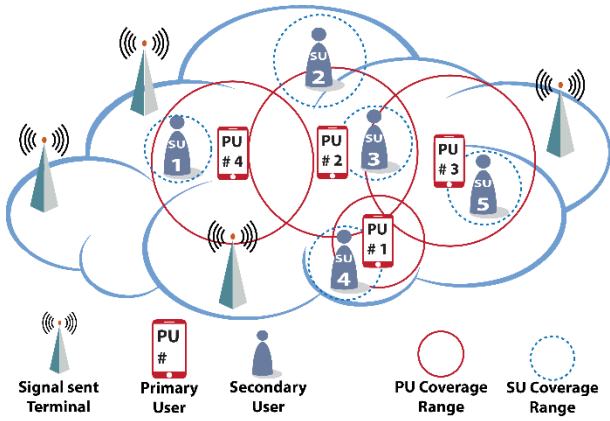 SU
2
SU
1
PU
# 4
PU
# 2
SU
3
PU
# 3
SU
5
PU
# 1
SU
4
PU
#
Signal sent
Terminal
Primary
User
Secondary
User
PU Coverage
Range
SU Coverage
Range